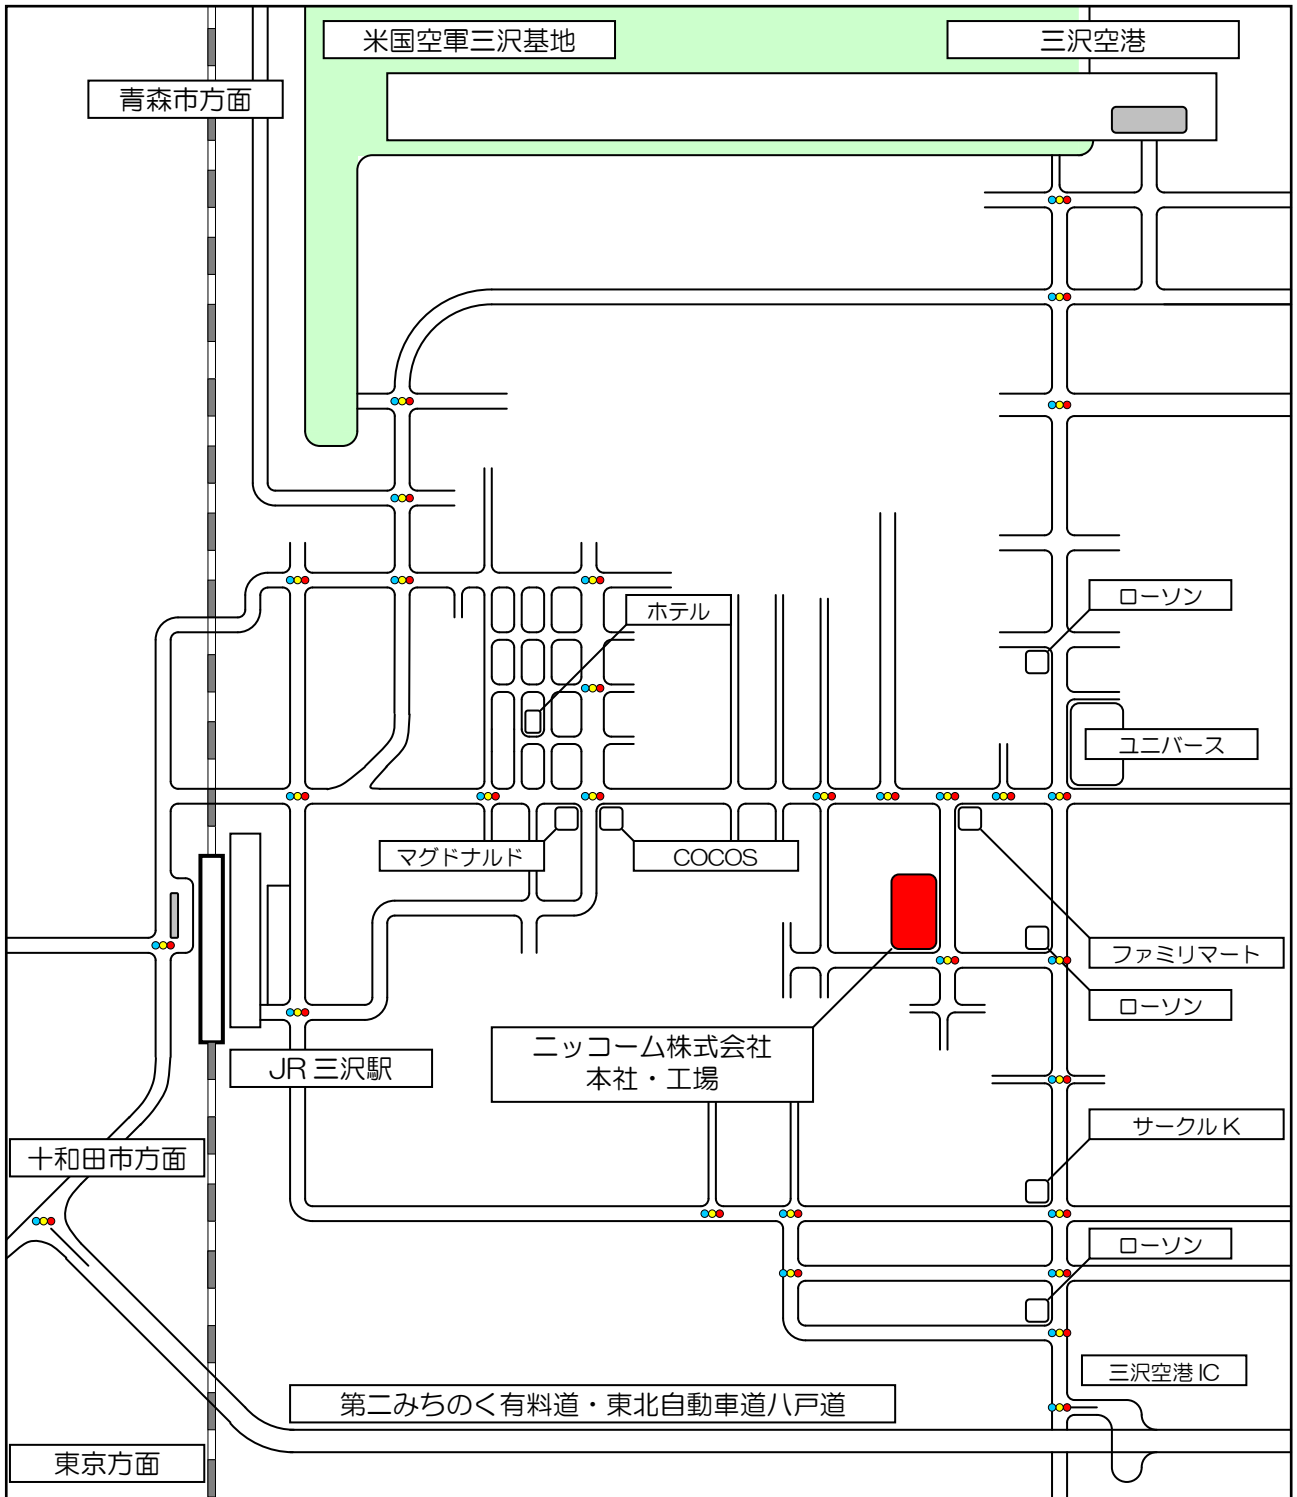 米国空軍三沢基地
三沢空港
青森市方面
ローソン
ホテル
ユニバース
マグドナルド
COCOS
ファミリマート
ローソン
ニッコーム株式会社
本社・工場
JR 三沢駅
サークルK
十和田市方面
ローソン
三沢空港 IC
第二みちのく有料道・東北自動車道八戸道
東京方面